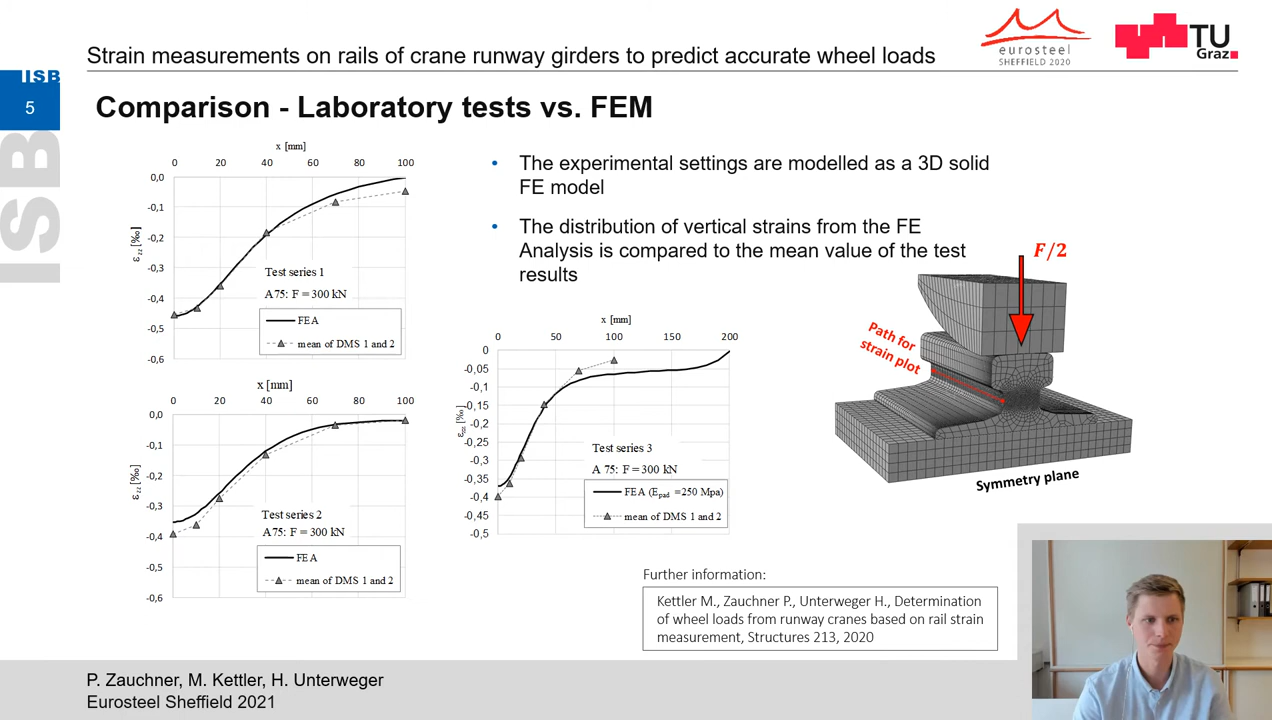 Strain measurements on rails of crane runway girders to predict accurate wheel loads
eurosteel
SHEFFIELD 2020
TU
Graz
ISB
5
ISB
Comparison - Laboratory tests vs. FEM
x [mm]
0 20 40 60 80 100
0,0
-0,1
-0,2
-0,3
-0,4
-0,5
-0,6
ε zz [‰]
Test series 1
A75: F = 300 kN
FEA
mean of DMS 1 and 2
x [mm]
0 20 40 60 80 100
0,0
-0,1
-0,2
-0,3
-0,4
-0,5
-0,6
ε zz [‰]
Test series 2
A75: F = 300 kN
FEA
mean of DMS 1 and 2
• The experimental settings are modelled as a 3D solid
FE model
• The distribution of vertical strains from the FE
Analysis is compared to the mean value of the test
results
x [mm]
0 50 100 150 200
0
-0,05
-0,1
-0,15
-0,2
-0,25
-0,3
-0,35
-0,4
-0,45
-0,5
εzz [‰]
Test series 3
A 75: F = 300 kN
FEA (Epad =250 Mpa)
mean of DMS 1 and 2
F/2
Path for
strain plot
Symmetry plane
Further information:
Kettler M., Zauchner P., Unterweger H., Determination
of wheel loads from runway cranes based on rail strain
measurement, Structures 213, 2020
P. Zauchner, M. Kettler, H. Unterweger
Eurosteel Sheffield 2021